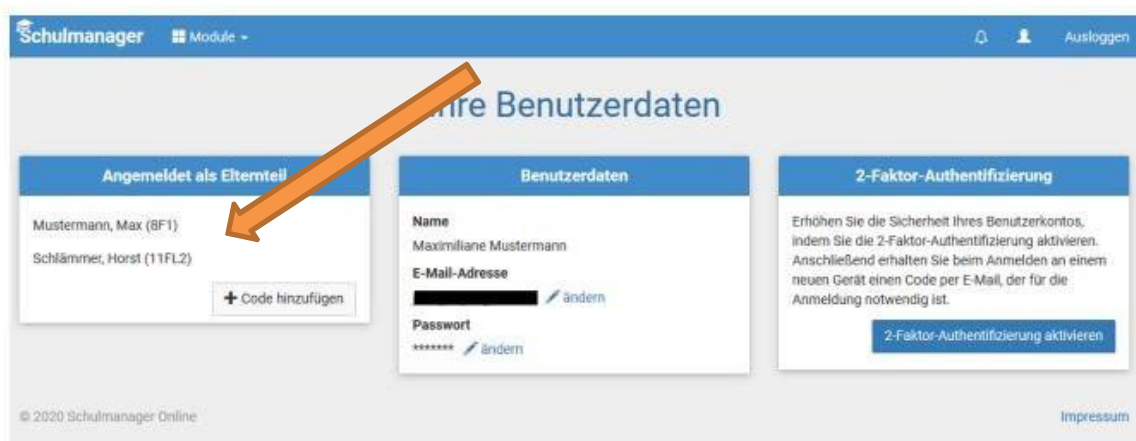 Schulmanager Module Ausloggen
Ihre Benutzerdaten
Angemeldet als Elternteil
Mustermann, Max (8F1)
Schlämmer, Horst (11FL2)
+ Code hinzufügen
Benutzerdaten
Name
Maximiliane Mustermann
E-Mail-Adresse
ändern
Passwort
******* ändern
2-Faktor-Authentifizierung
Erhöhen Sie die Sicherheit Ihres Benutzerkontos,
indem Sie die 2-Faktor-Authentifizierung aktivieren.
Anschließend erhalten Sie beim Anmelden an einem
neuen Gerät einen Code per E-Mail, der für die
Anmeldung notwendig ist.
2-Faktor-Authentifizierung aktivieren
© 2020 Schulmanager Online
Impressum